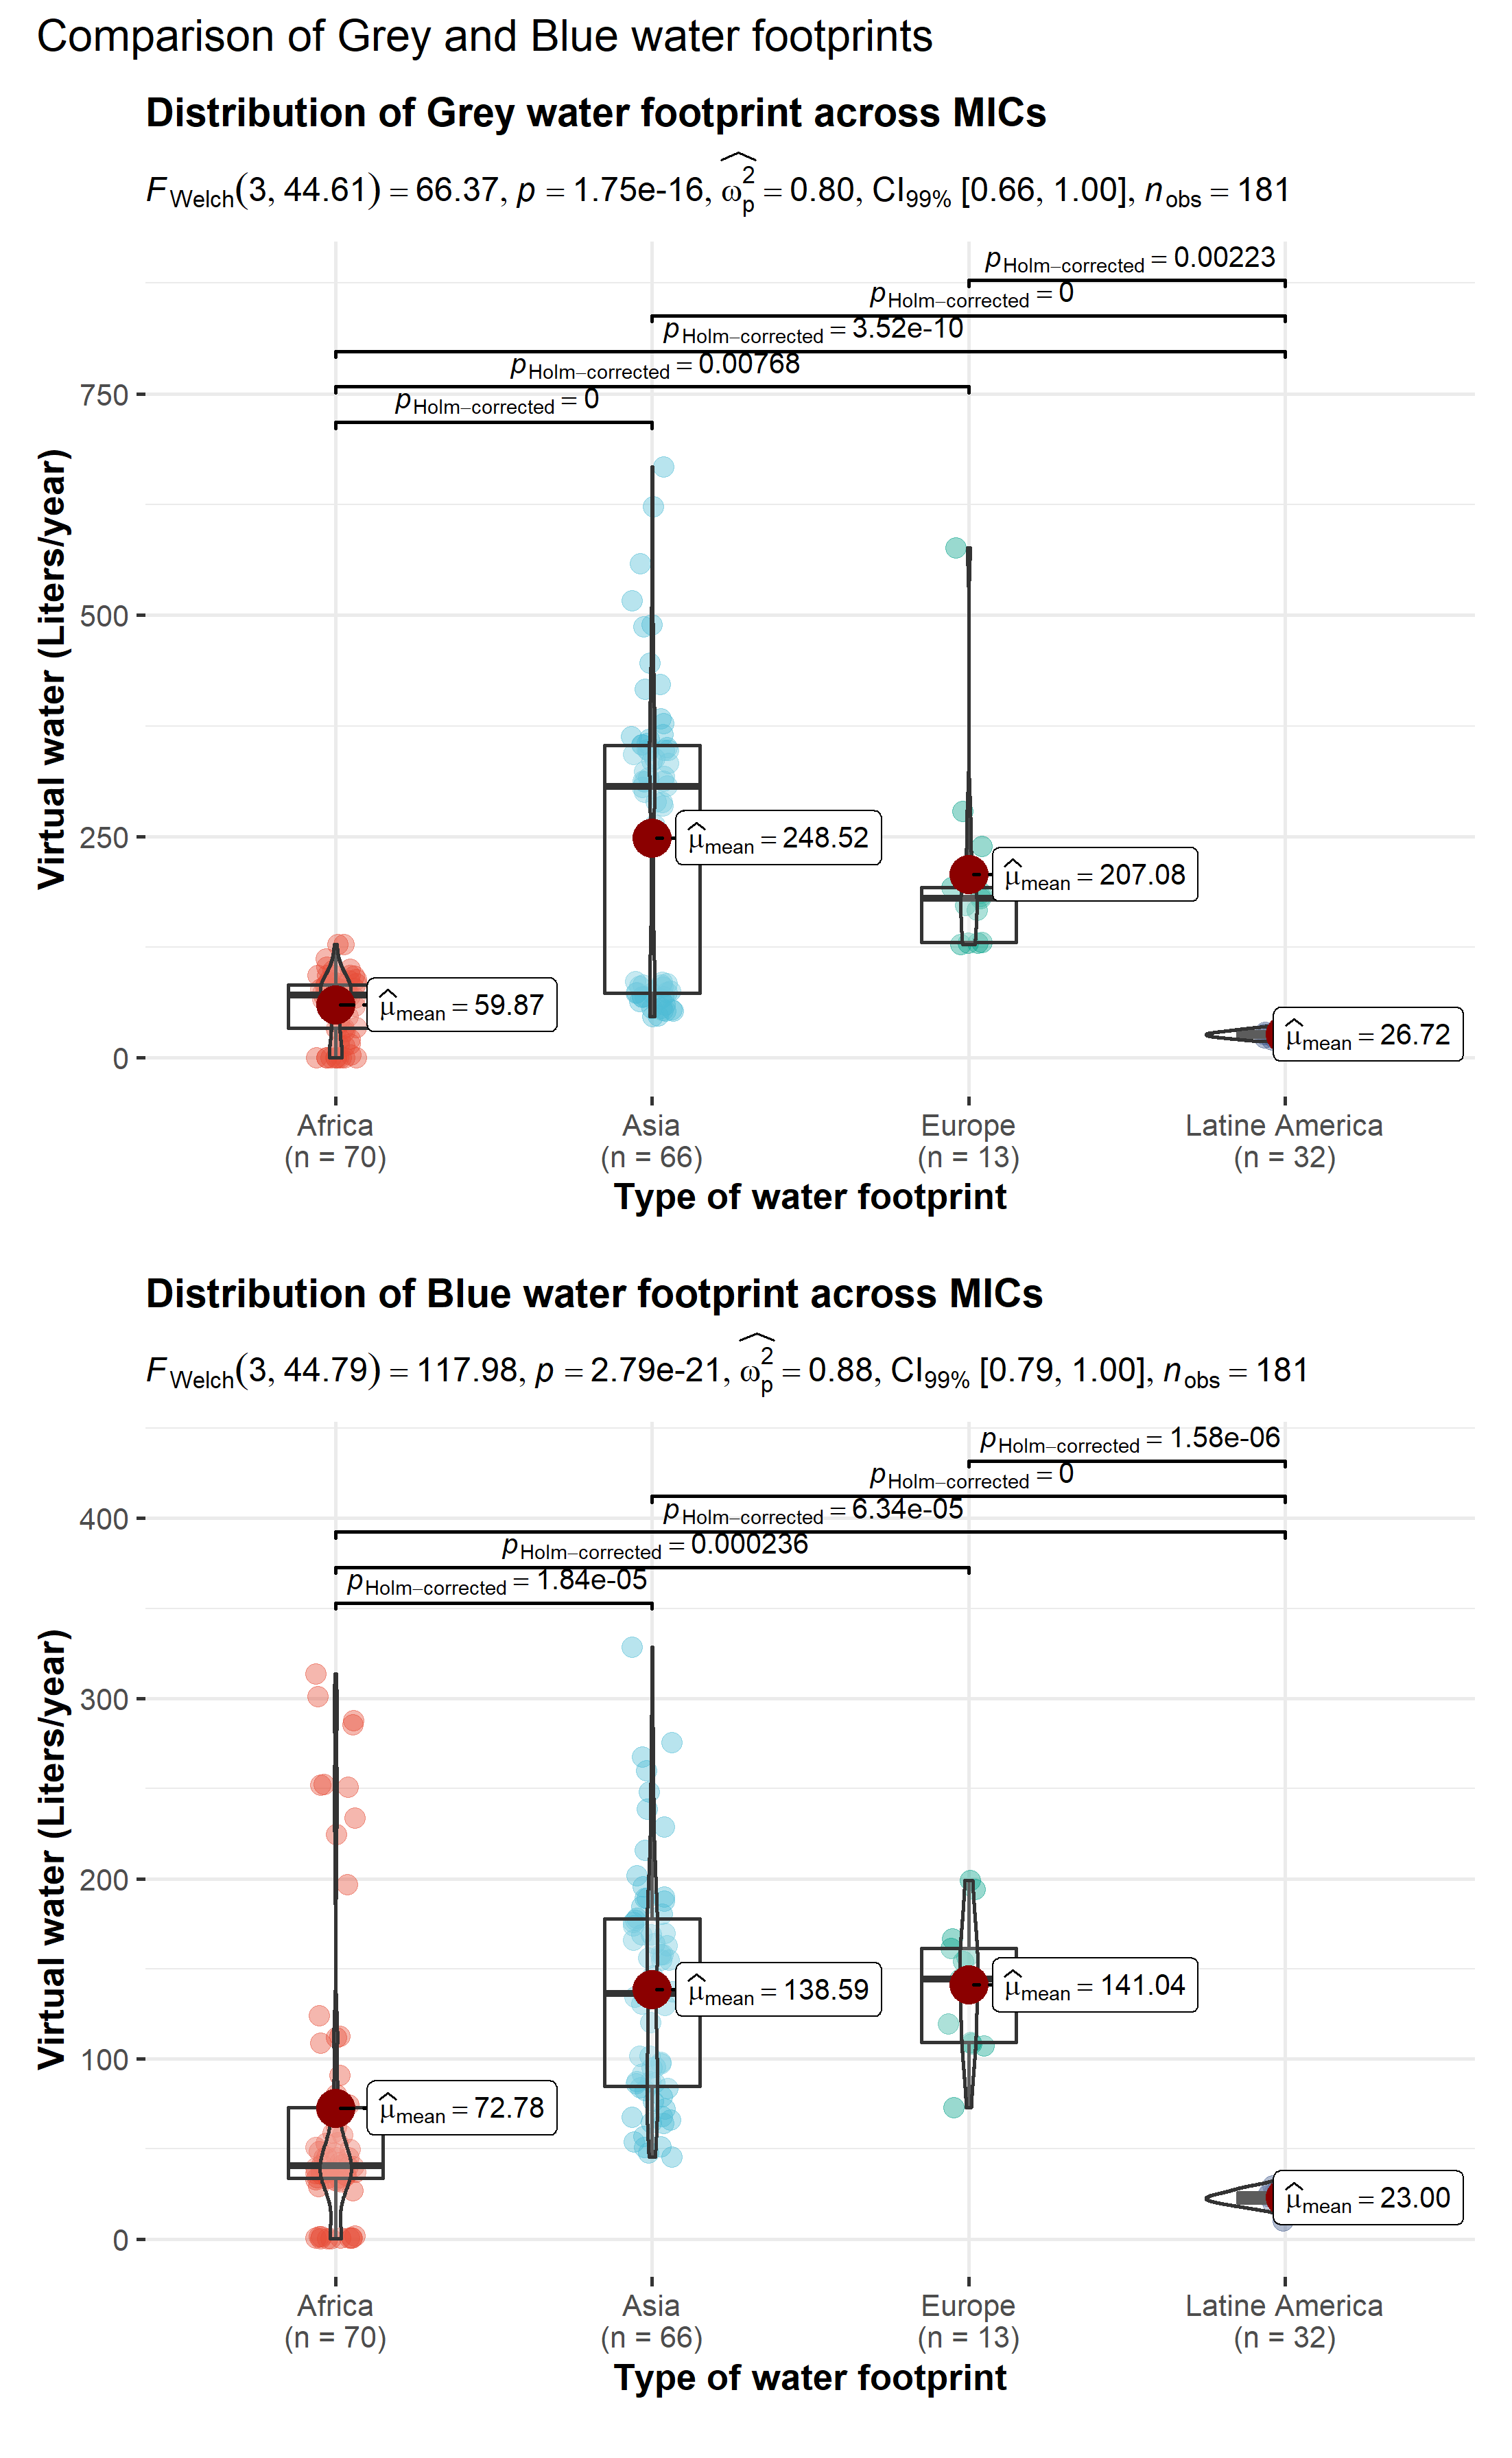 Comparison of Grey and Blue water footprints
Distribution of Grey water footprint across MICs
F Welch(3, 44.61) = 66.37, p = 1.75e-16, ω̂²p = 0.80, CI99% [0.66, 1.00], nobs = 181
pHolm−corrected = 0.00223
pHolm−corrected = 0
pHolm−corrected = 3.52e-10
pHolm−corrected = 0.00768
pHolm−corrected = 0
Virtual water (Liters/year)
750
500
250
0
μ̂mean = 248.52
μ̂mean = 207.08
μ̂mean = 59.87
μ̂mean = 26.72
Africa Asia Europe Latine America
(n = 70) (n = 66) (n = 13) (n = 32)
Type of water footprint
Distribution of Blue water footprint across MICs
F Welch(3, 44.79) = 117.98, p = 2.79e-21, ω̂²p = 0.88, CI99% [0.79, 1.00], nobs = 181
pHolm−corrected = 1.58e-06
pHolm−corrected = 0
pHolm−corrected = 6.34e-05
pHolm−corrected = 0.000236
pHolm−corrected = 1.84e-05
Virtual water (Liters/year)
400
300
200
100
0
μ̂mean = 138.59
μ̂mean = 141.04
μ̂mean = 72.78
μ̂mean = 23.00
Africa Asia Europe Latine America
(n = 70) (n = 66) (n = 13) (n = 32)
Type of water footprint